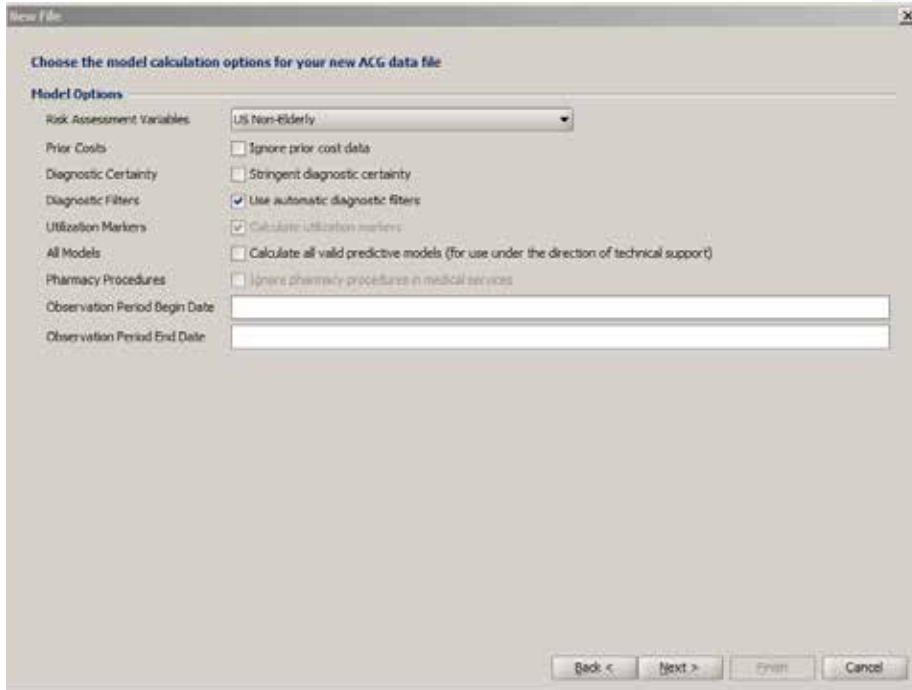 New File
Choose the model calculation options for your new ACG data file
Model Options
Risk Assessment Variables US Non-Elderly
Prior Costs Ignore prior cost data
Diagnostic Certainty Stringent diagnostic certainty
Diagnostic Filters Use automatic diagnostic filters
Utilization Markers Calculate utilization markers
All Models Calculate all valid predictive models (for use under the direction of technical support)
Pharmacy Procedures Ignore pharmacy procedures in medical services
Observation Period Begin Date
Observation Period End Date
Back < Next > Finish Cancel